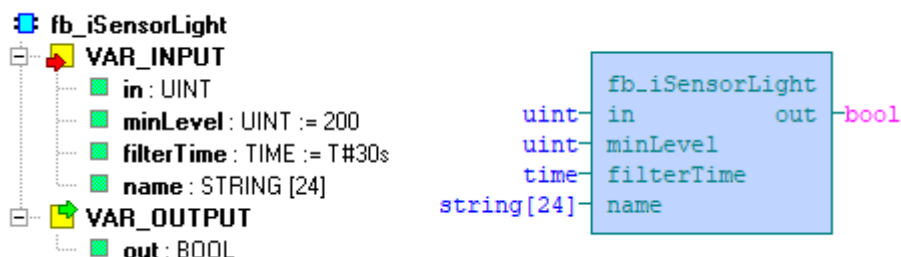 fb_iSensorLight
VAR_INPUT
in : UINT
minLevel : UINT := 200
filterTime : TIME := T#30s
name : STRING [24]
VAR_OUTPUT
out : BOOL
fb_iSensorLight
uint in out bool
uint minLevel
time filterTime
string[24] name